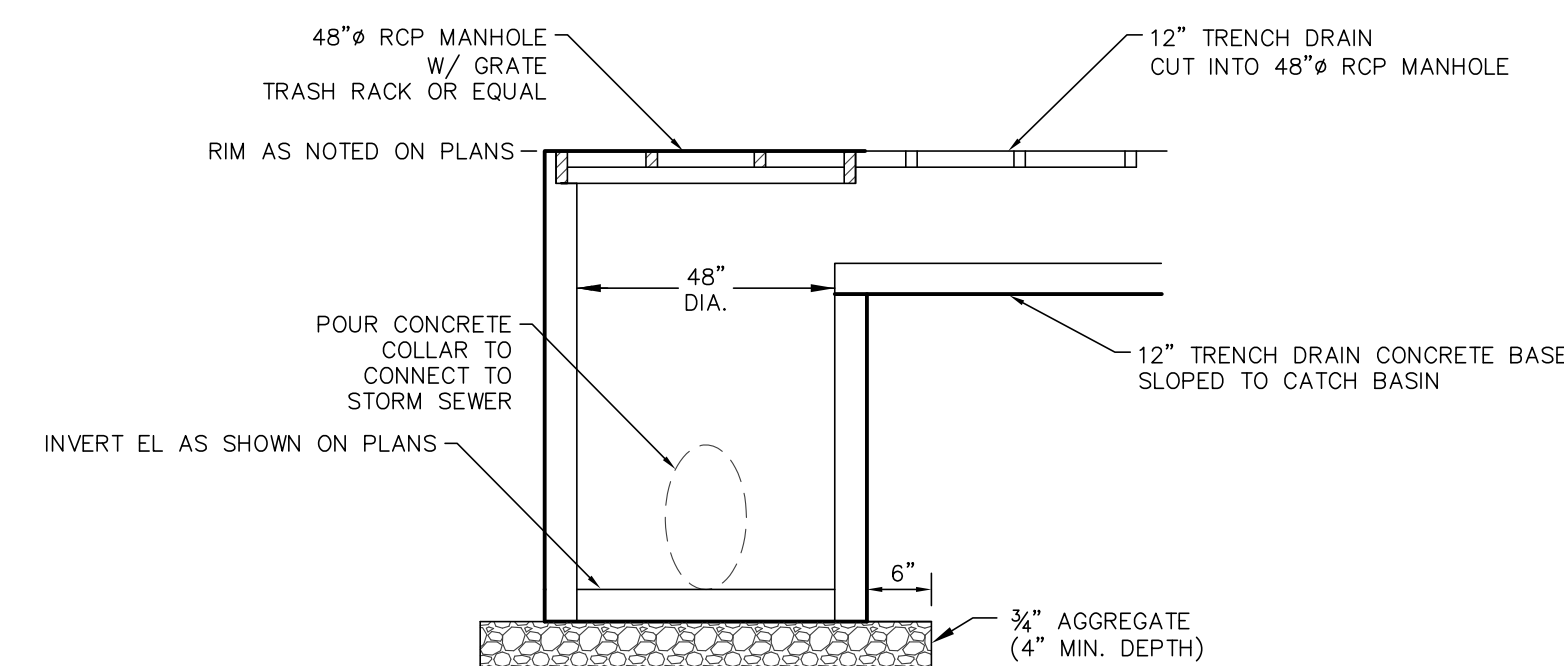 48"ø RCP MANHOLE
W/ GRATE
TRASH RACK OR EQUAL
12" TRENCH DRAIN
CUT INTO 48"ø RCP MANHOLE
RIM AS NOTED ON PLANS
48"
DIA.
POUR CONCRETE
COLLAR TO
CONNECT TO
STORM SEWER
12" TRENCH DRAIN CONCRETE BASE
SLOPED TO CATCH BASIN
INVERT EL AS SHOWN ON PLANS
6"
¾" AGGREGATE
(4" MIN. DEPTH)